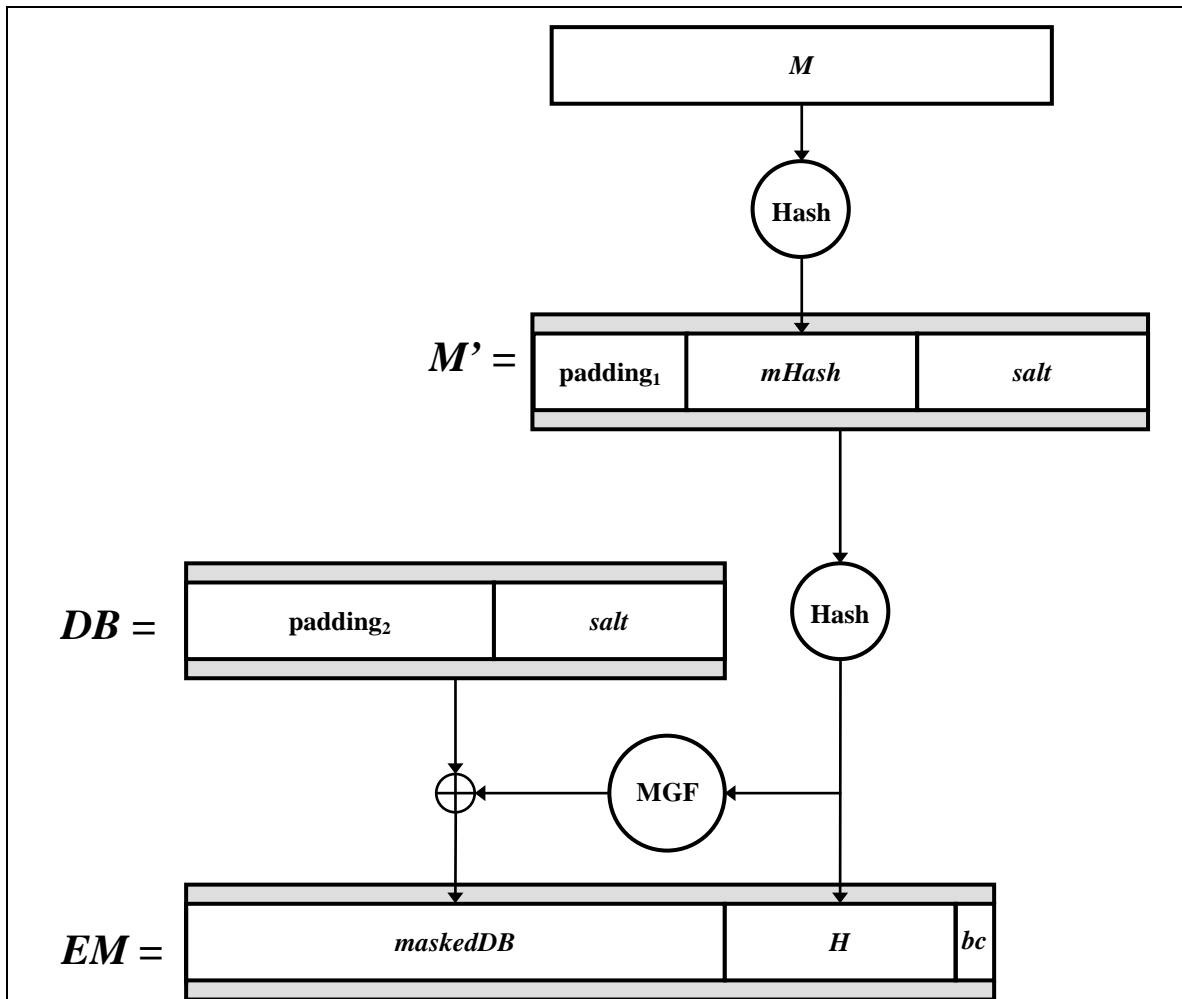 M
Hash
M’ = padding₁ mHash salt
DB = padding₂ salt
Hash
MGF
EM = maskedDB H bc